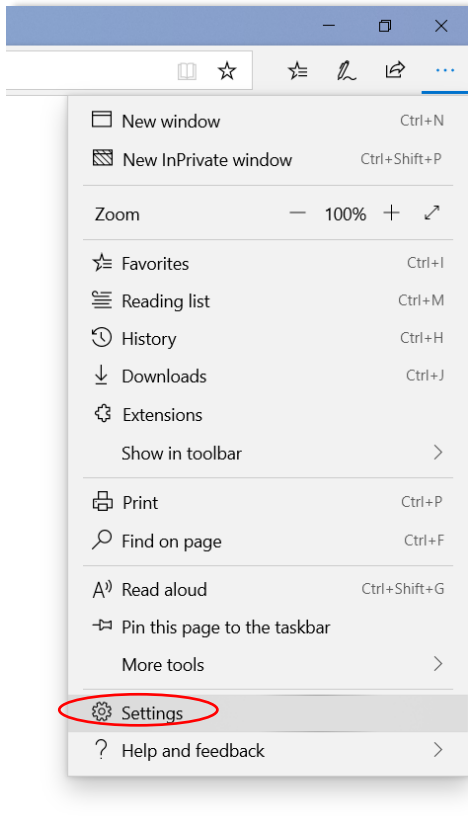 New window Ctrl+N
New InPrivate window Ctrl+Shift+P
Zoom — 100% +
Favorites Ctrl+I
Reading list Ctrl+M
History Ctrl+H
Downloads Ctrl+J
Extensions
Show in toolbar
Print Ctrl+P
Find on page Ctrl+F
Read aloud Ctrl+Shift+G
Pin this page to the taskbar
More tools
Settings
Help and feedback